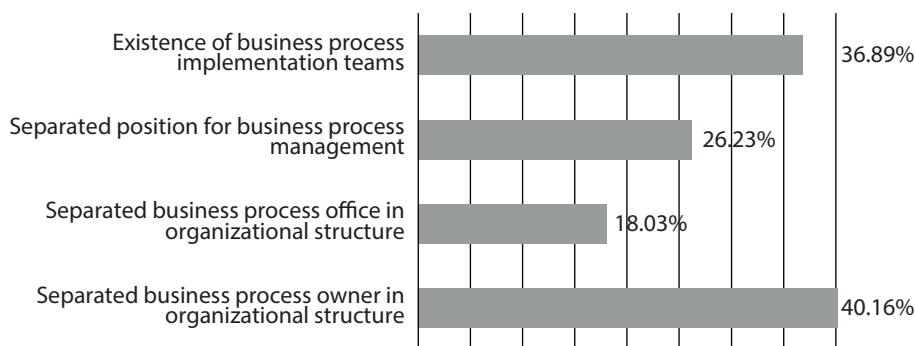 Existence of business process
implementation teams
36.89%
Separated position for business process
management
26.23%
Separated business process office in
organizational structure
18.03%
Separated business process owner in
organizational structure
40.16%